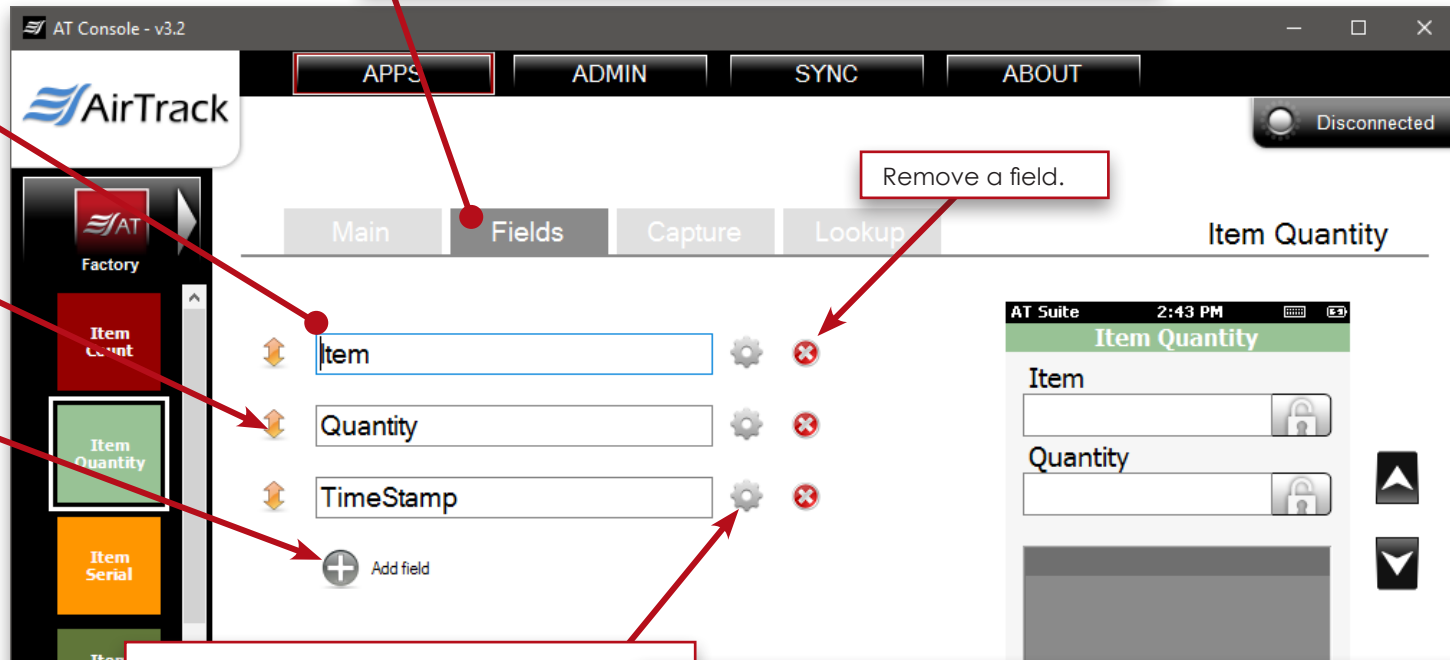 AT Console - v3.2
APPS ADMIN SYNC ABOUT
AirTrack
Disconnected
Remove a field.
AT
Factory
Main Fields Capture Lookup
Item Quantity
Item
Count
Item
Quantity
Item
Serial
Item
Quantity
TimeStamp
Add field
AT Suite 2:43 PM
Item Quantity
Item
Quantity